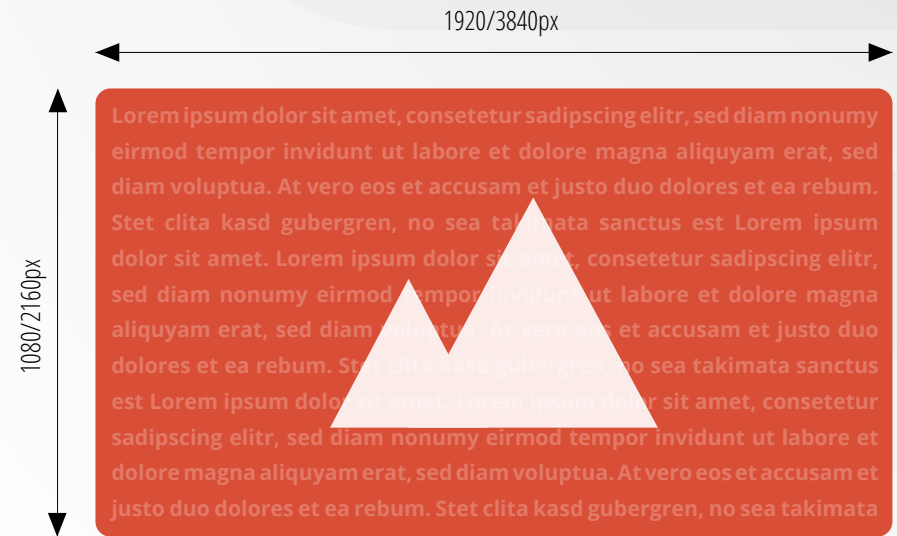 1920/3840px
1080/2160px
Lorem ipsum dolor sit amet, consetetur sadipscing elitr, sed diam nonumy
eirmod tempor invidunt ut labore et dolore magna aliquyam erat, sed
diam voluptua. At vero eos et accusam et justo duo dolores et ea rebum.
Stet clita kasd gubergren, no sea takimata sanctus est Lorem ipsum
dolor sit amet. Lorem ipsum dolor sit amet, consetetur sadipscing elitr,
sed diam nonumy eirmod tempor invidunt ut labore et dolore magna
aliquyam erat, sed diam voluptua. At vero eos et accusam et justo duo
dolores et ea rebum. Stet clita kasd gubergren, no sea takimata sanctus
est Lorem ipsum dolor sit amet. Lorem ipsum dolor sit amet, consetetur
sadipscing elitr, sed diam nonumy eirmod tempor invidunt ut labore et
dolore magna aliquyam erat, sed diam voluptua. At vero eos et accusam et
justo duo dolores et ea rebum. Stet clita kasd gubergren, no sea takimata